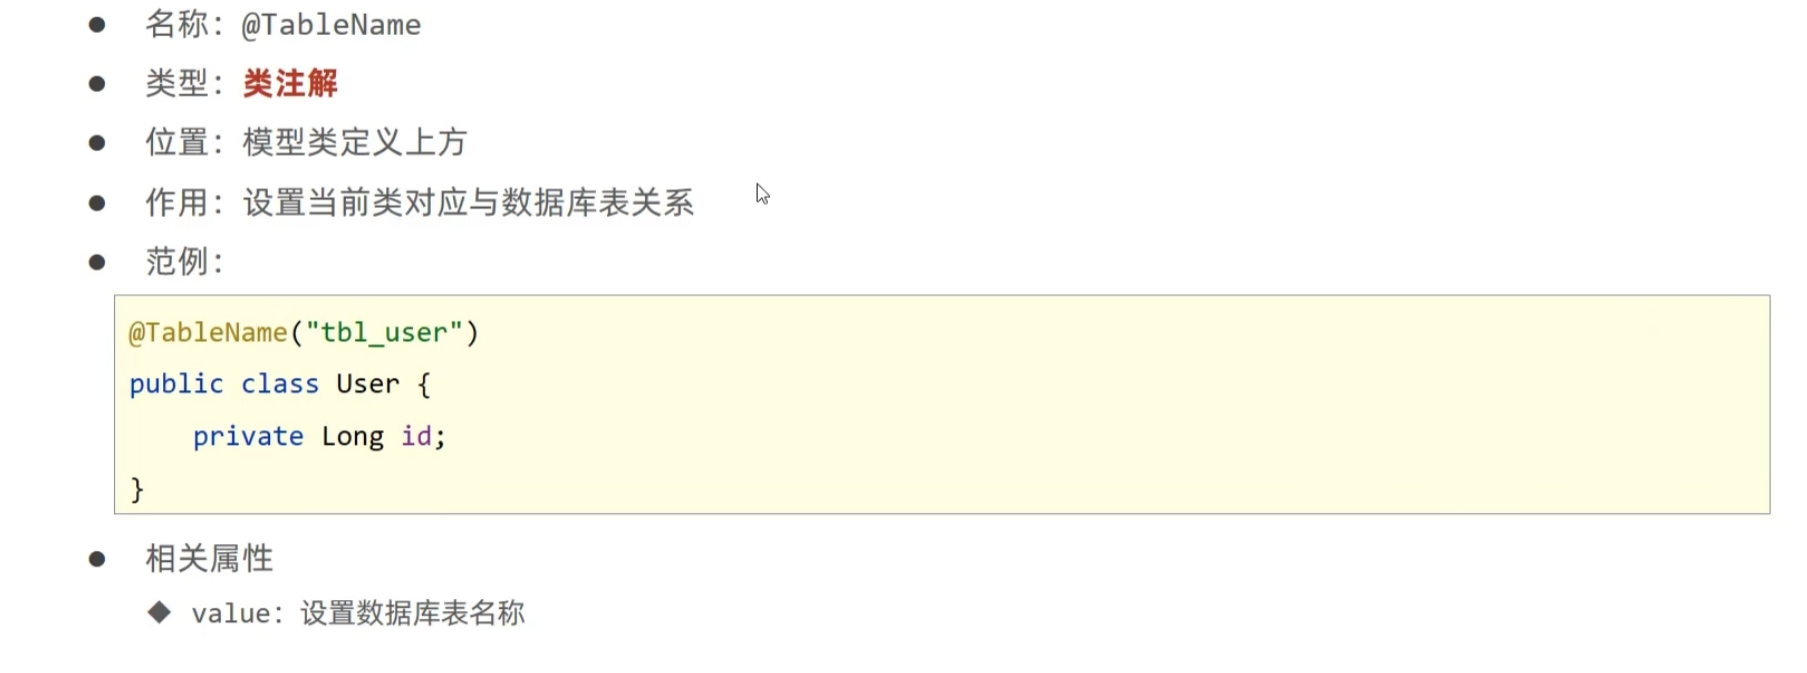 ● 名称：@TableName
● 类型：类注解
● 位置：模型类定义上方
● 作用：设置当前类对应与数据库表关系
● 范例：
@TableName("tbl_user")
public class User {
    private Long id;
}
● 相关属性
◆ value：设置数据库表名称